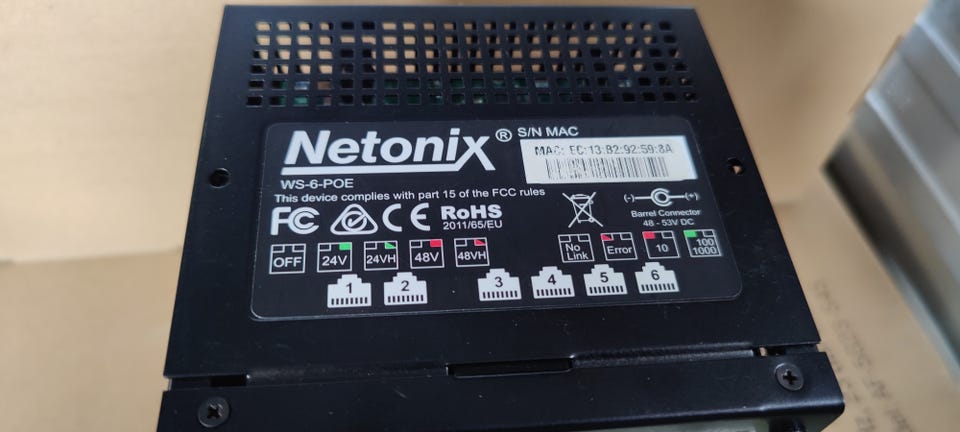 Netonix® S/N MAC
MAC: EC:13:B2:92:59:8A
WS-6-POE
This device complies with part 15 of the FCC rules
FC CE RoHS
2011/65/EU
(-) (+)
Barrel Connector
48 - 53V DC
OFF 24V 24VH 48V 48VH
No Link Error 10 100 1000
1 2 3 4 5 6